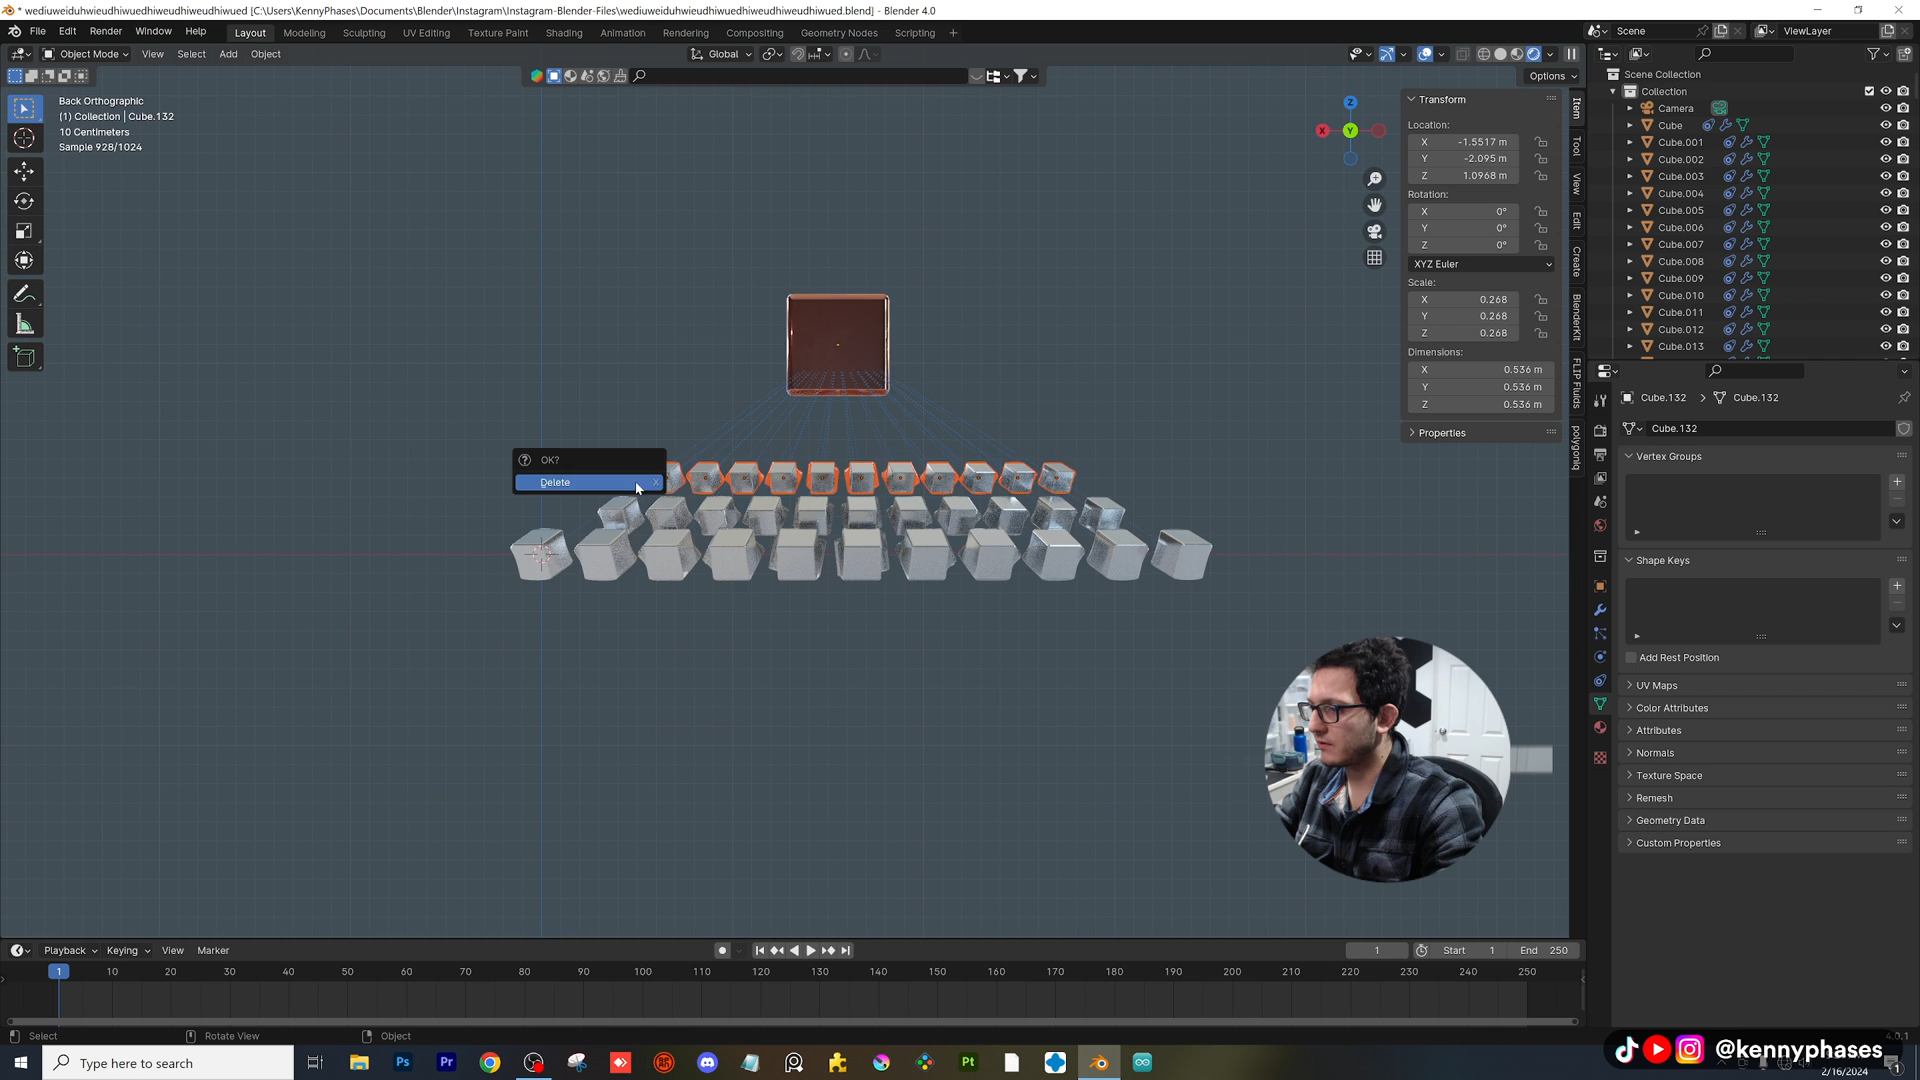 * wediuweiduhwieudhiwuedhiwuedhiweudhiwued [C:\Users\KennyPhases\Documents\Blender\Instagram\Instagram-Blender-Files\wediuweiduhwieudhiwuedhiwuedhiweudhiweudhiwued.blend] - Blender 4.0
File Edit Render Window Help Layout Modeling Sculpting UV Editing Texture Paint Shading Animation Rendering Compositing Geometry Nodes Scripting + Scene ViewLayer
Object Mode View Select Add Object Global
Options
Back Orthographic
(1) Collection | Cube.132
10 Centimeters
Sample 928/1024
Z
X
Y
Transform
Location:
X -1.5517 m
Y -2.095 m
Z 1.0968 m
Rotation:
X 0°
Y 0°
Z 0°
XYZ Euler
Scale:
X 0.268
Y 0.268
Z 0.268
Dimensions:
X 0.536 m
Y 0.536 m
Z 0.536 m
Properties
Item
Tool
View
Edit
Create
BlenderKit
FLIP Fluids
polygoniq
OK?
Delete X
Scene Collection
Collection
Camera
Cube
Cube.001
Cube.002
Cube.003
Cube.004
Cube.005
Cube.006
Cube.007
Cube.008
Cube.009
Cube.010
Cube.011
Cube.012
Cube.013
Cube.132 > Cube.132
Cube.132
Vertex Groups
Shape Keys
Add Rest Position
UV Maps
Color Attributes
Attributes
Normals
Texture Space
Remesh
Geometry Data
Custom Properties
Playback Keying View Marker 1 Start 1 End 250
1 10 20 30 40 50 60 70 80 90 100 110 120 130 140 150 160 170 180 190 200 210 220 230 240 250
Select Rotate View Object
4.0.1
Type here to search
Ps Pr Pt
@kennyphases
2/16/2024
1